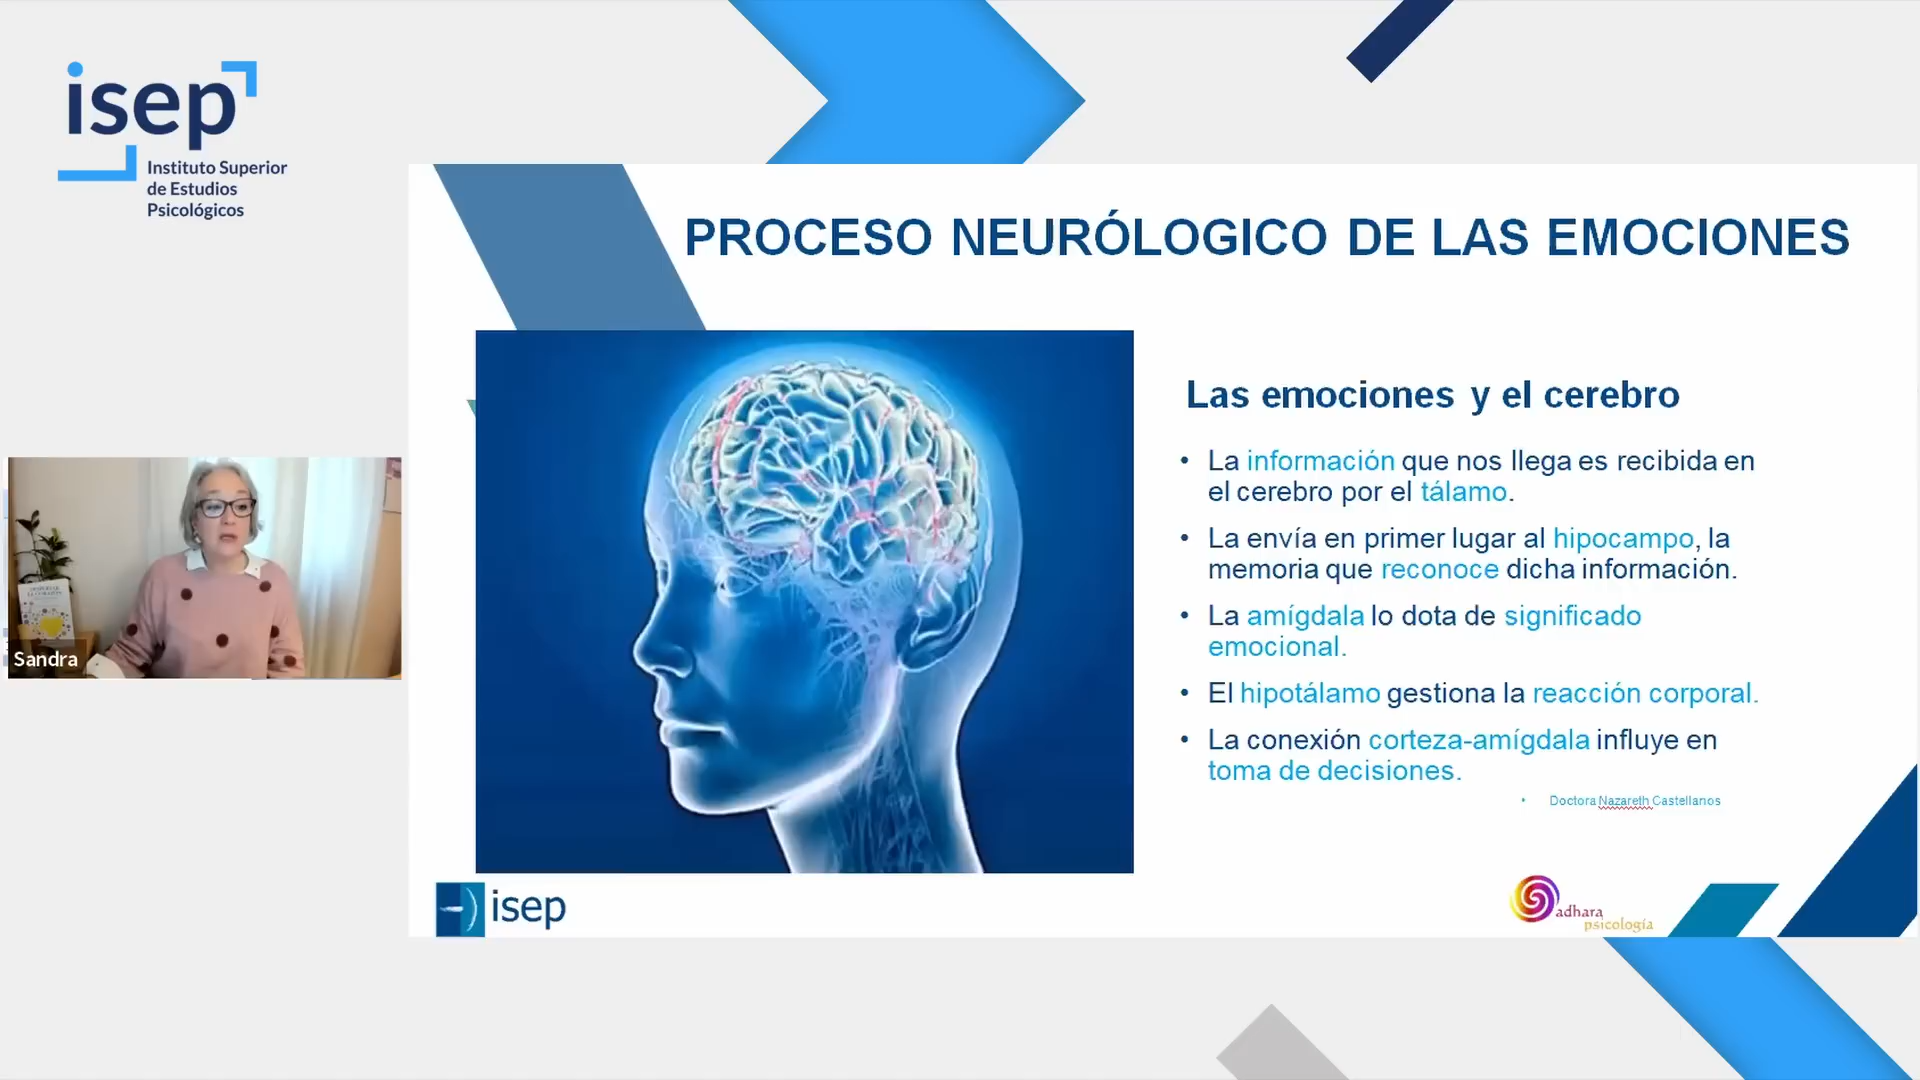 isep
Instituto Superior
de Estudios
Psicológicos
PROCESO NEURÓLOGICO DE LAS EMOCIONES
Las emociones y el cerebro
• La información que nos llega es recibida en
el cerebro por el tálamo.
• La envía en primer lugar al hipocampo, la
memoria que reconoce dicha información.
• La amígdala lo dota de significado
emocional.
• El hipotálamo gestiona la reacción corporal.
• La conexión corteza-amígdala influye en
toma de decisiones.
• Doctora Nazareth Castellanos
Sandra
isep
adhara
psicología